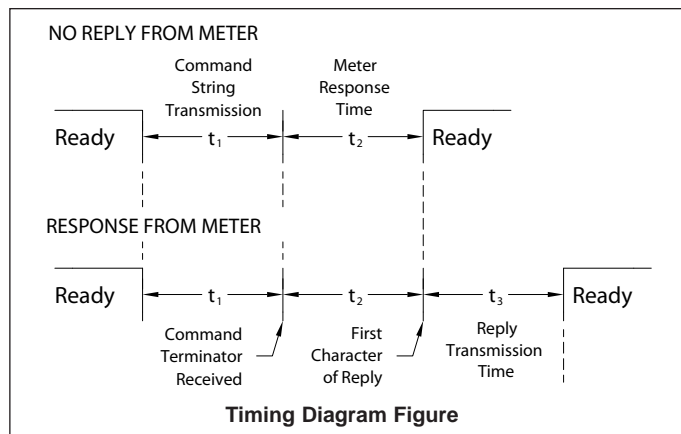 NO REPLY FROM METER
Command
String
Transmission
Meter
Response
Time
Ready
t₁
t₂
Ready
RESPONSE FROM METER
Ready
t₁
t₂
t₃
Ready
Command
Terminator
Received
First
Character
of Reply
Reply
Transmission
Time
Timing Diagram Figure